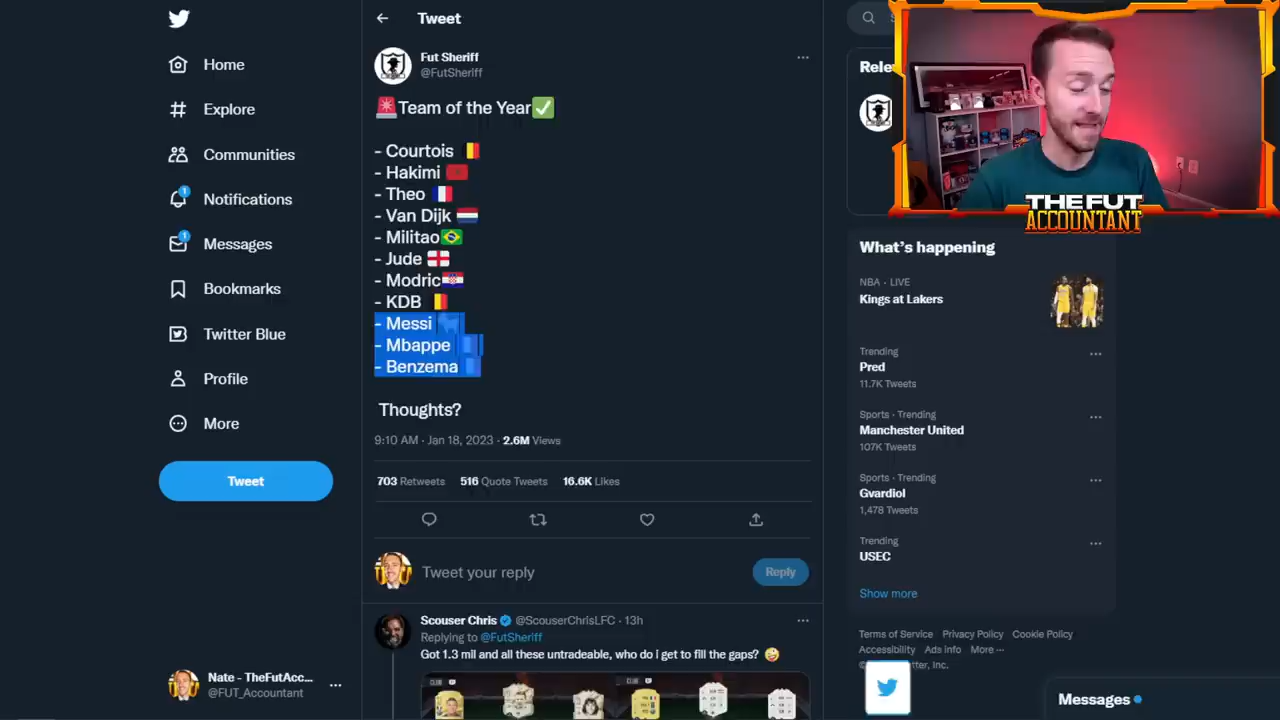 Home
Explore
Communities
Notifications
1
Messages
1
Bookmarks
Twitter Blue
Profile
More
Tweet
Nate - TheFutAcc...
@FUT_Accountant
Tweet
Fut Sheriff
@FutSheriff
🚨Team of the Year✅
- Courtois 🇧🇪
- Hakimi 🇲🇦
- Theo 🇫🇷
- Van Dijk 🇳🇱
- Militao🇧🇷
- Jude 🏴󠁧󠁢󠁥󠁮󠁧󠁿
- Modric🇭🇷
- KDB 🇧🇪
- Messi 🐐
- Mbappe 🇫🇷
- Benzema 🇫🇷
Thoughts?
9:10 AM · Jan 18, 2023 · 2.6M Views
703 Retweets 516 Quote Tweets 16.6K Likes
Tweet your reply
Reply
Scouser Chris @ScouserChrisLFC · 13h
Replying to @FutSheriff
Got 1.3 mil and all these untradeable, who do i get to fill the gaps? 🤪
CLUB
CLUB
THE FUT
ACCOUNTANT
What's happening
NBA · LIVE
Kings at Lakers
Trending
Pred
11.7K Tweets
Sports · Trending
Manchester United
107K Tweets
Sports · Trending
Gvardiol
1,478 Tweets
Trending
USEC
Show more
Terms of Service Privacy Policy Cookie Policy
Accessibility Ads info More ···
Inc.
Messages